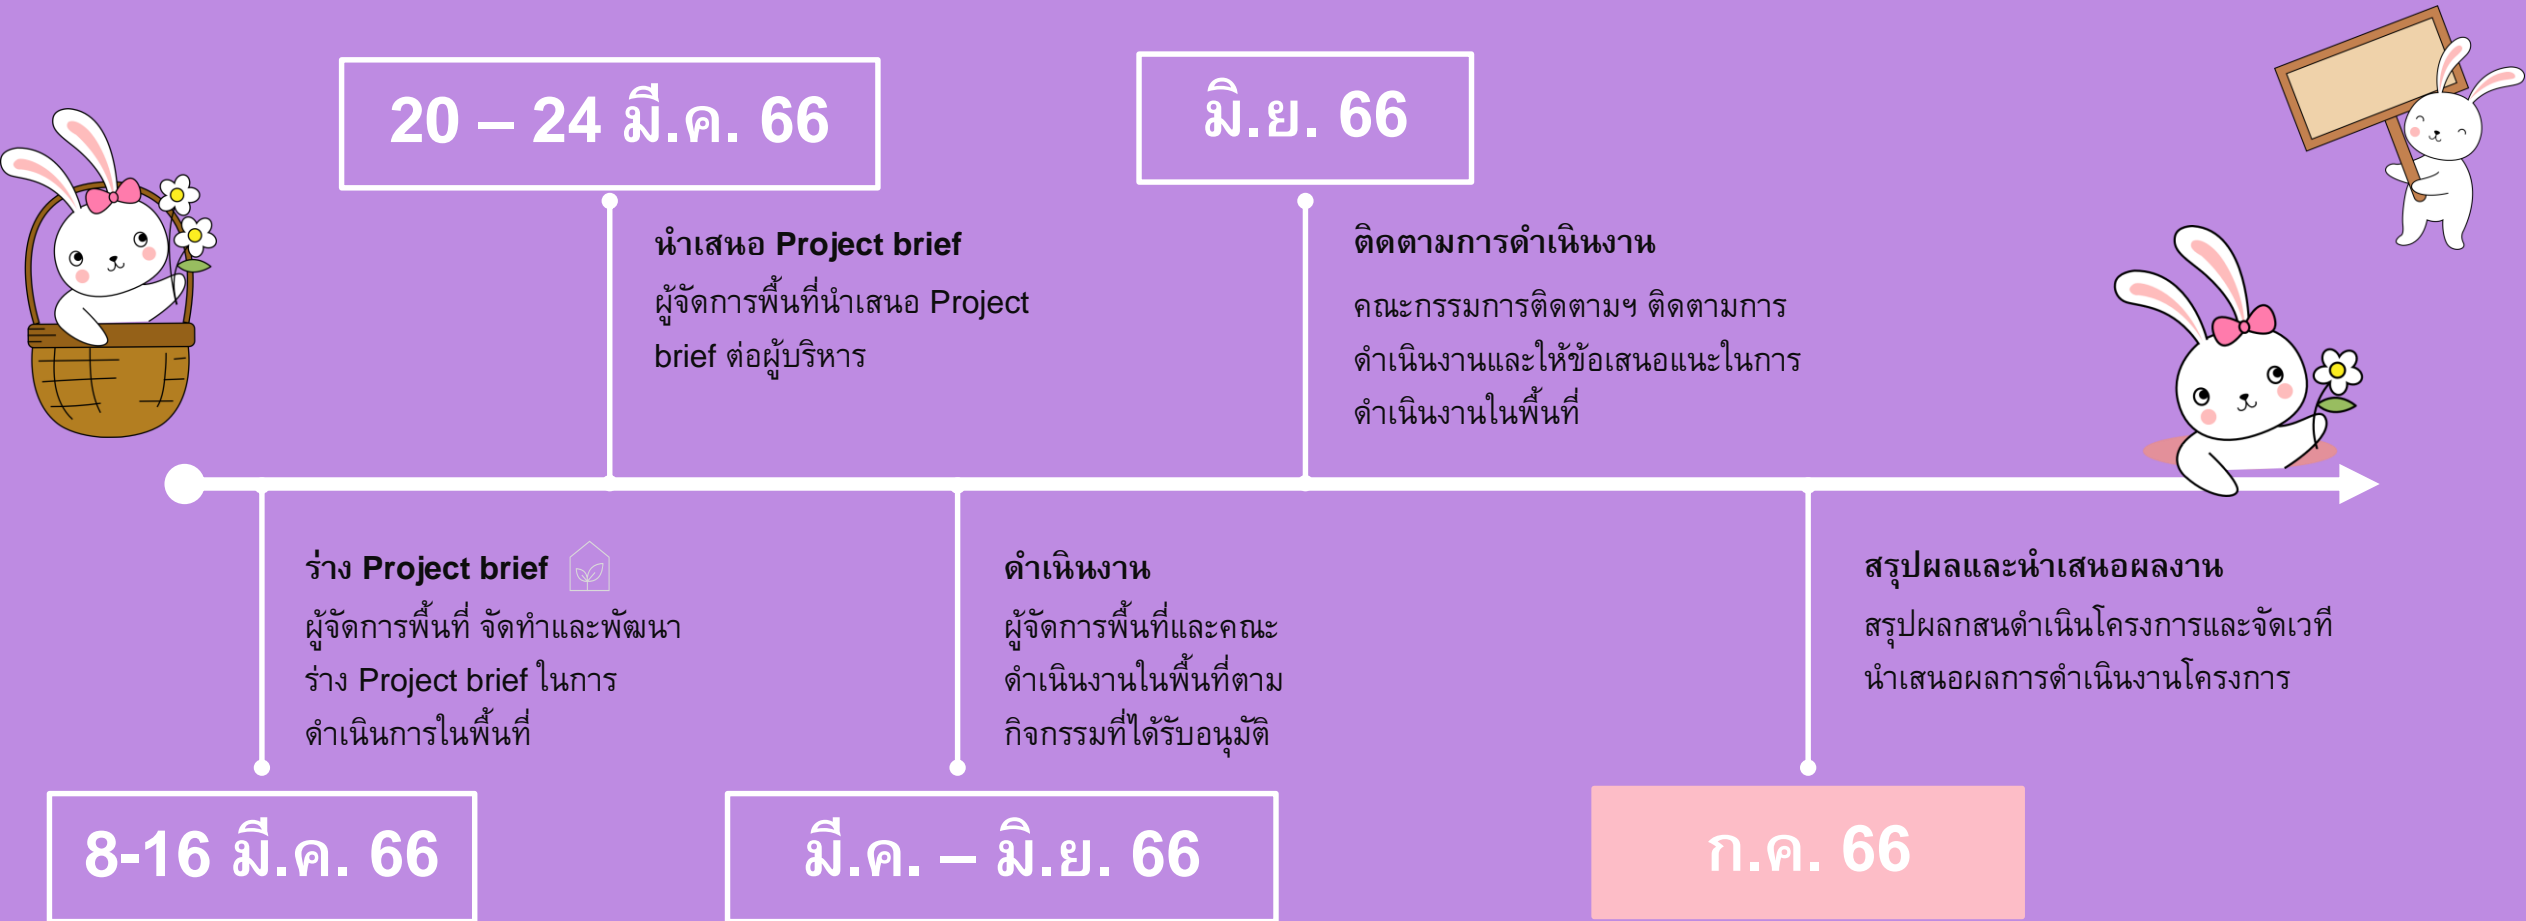 20 – 24 มี.ค. 66
นำเสนอ Project brief
ผู้จัดการพื้นที่นำเสนอ Project
brief ต่อผู้บริหาร
มิ.ย. 66
ติดตามการดำเนินงาน
คณะกรรมการติดตามฯ ติดตามการ
ดำเนินงานและให้ข้อเสนอแนะในการ
ดำเนินงานในพื้นที่
ร่าง Project brief
ผู้จัดการพื้นที่ จัดทำและพัฒนา
ร่าง Project brief ในการ
ดำเนินการในพื้นที่
8-16 มี.ค. 66
ดำเนินงาน
ผู้จัดการพื้นที่และคณะ
ดำเนินงานในพื้นที่ตาม
กิจกรรมที่ได้รับอนุมัติ
มี.ค. – มิ.ย. 66
สรุปผลและนำเสนอผลงาน
สรุปผลกสนดำเนินโครงการและจัดเวที
นำเสนอผลการดำเนินงานโครงการ
ก.ค. 66